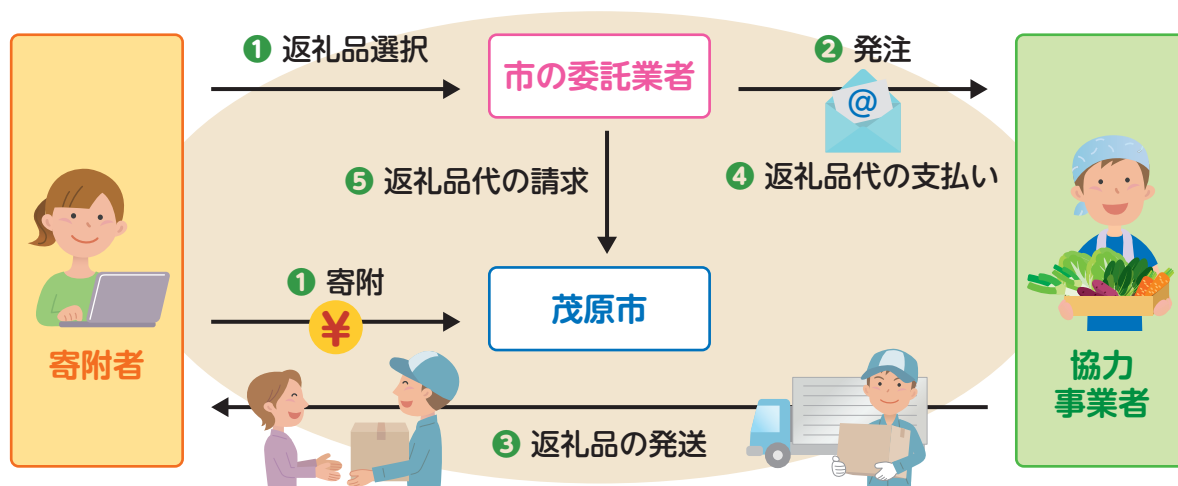 ❶ 返礼品選択
市の委託業者
❷ 発注
@
❺ 返礼品代の請求
❹ 返礼品代の支払い
❶ 寄附
¥
茂原市
寄附者
協力
事業者
❸ 返礼品の発送